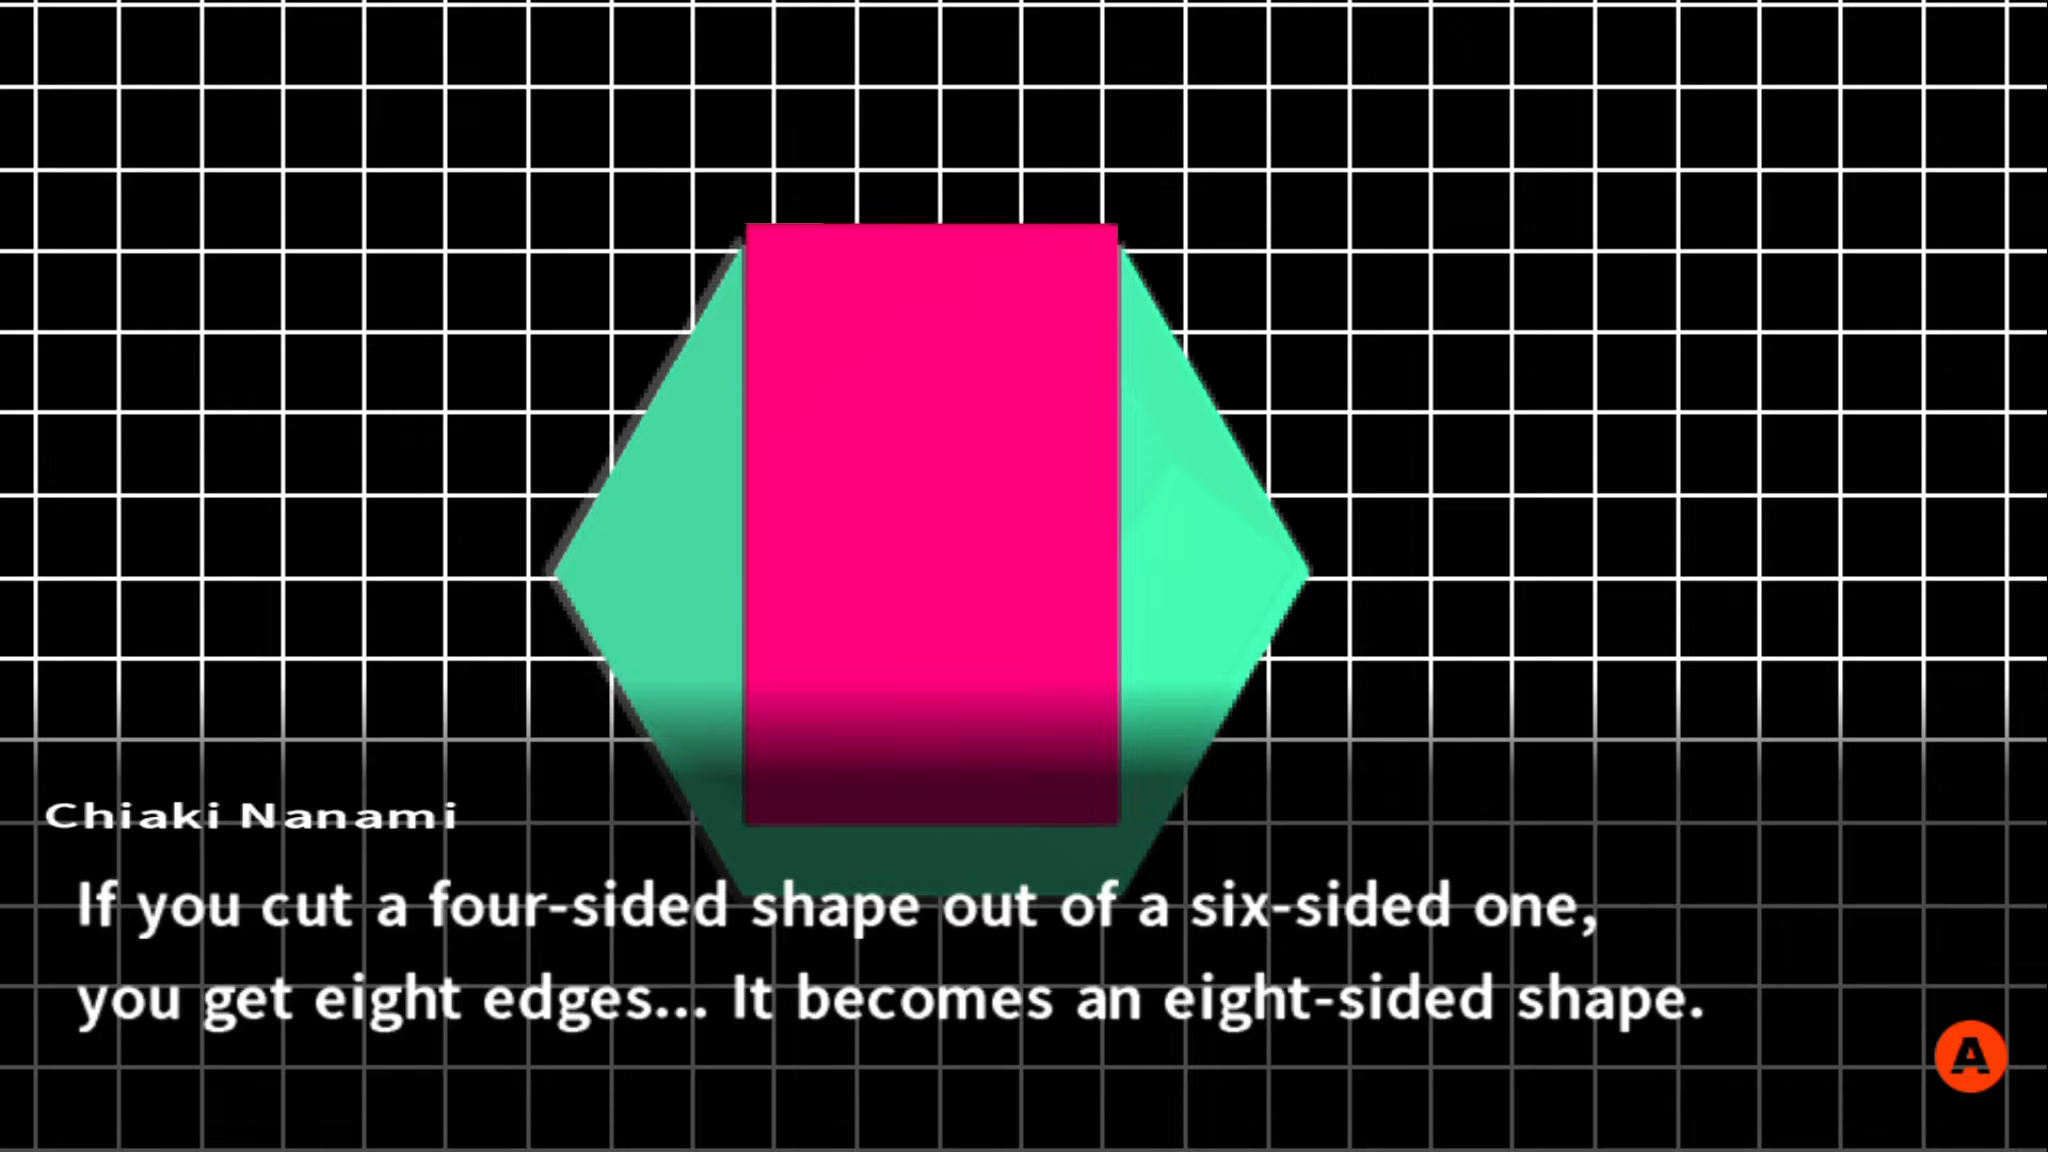 Chiaki Nanami
If you cut a four-sided shape out of a six-sided one,
you get eight edges... It becomes an eight-sided shape.
A